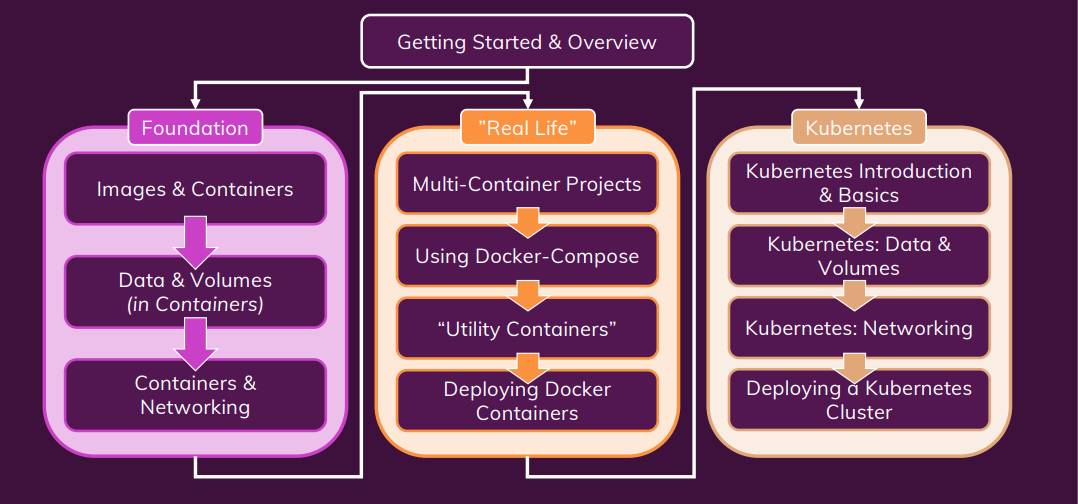 Getting Started & Overview
Foundation
Images & Containers
Data & Volumes
(in Containers)
Containers &
Networking
”Real Life”
Multi-Container Projects
Using Docker-Compose
“Utility Containers”
Deploying Docker
Containers
Kubernetes
Kubernetes Introduction
& Basics
Kubernetes: Data &
Volumes
Kubernetes: Networking
Deploying a Kubernetes
Cluster